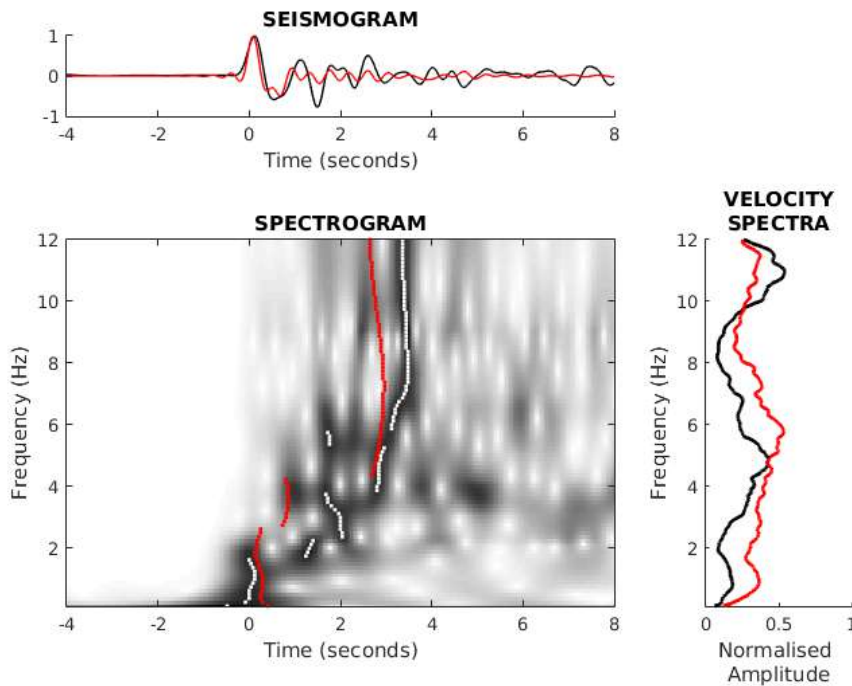 SEISMOGRAM
1
0
-1
-4 -2 0 2 4 6 8
Time (seconds)
SPECTROGRAM
12
10
8
6
4
2
Frequency (Hz)
-4 -2 0 2 4 6 8
Time (seconds)
VELOCITY
SPECTRA
12
10
8
6
4
2
Frequency (Hz)
0 0.5 1
Normalised
Amplitude